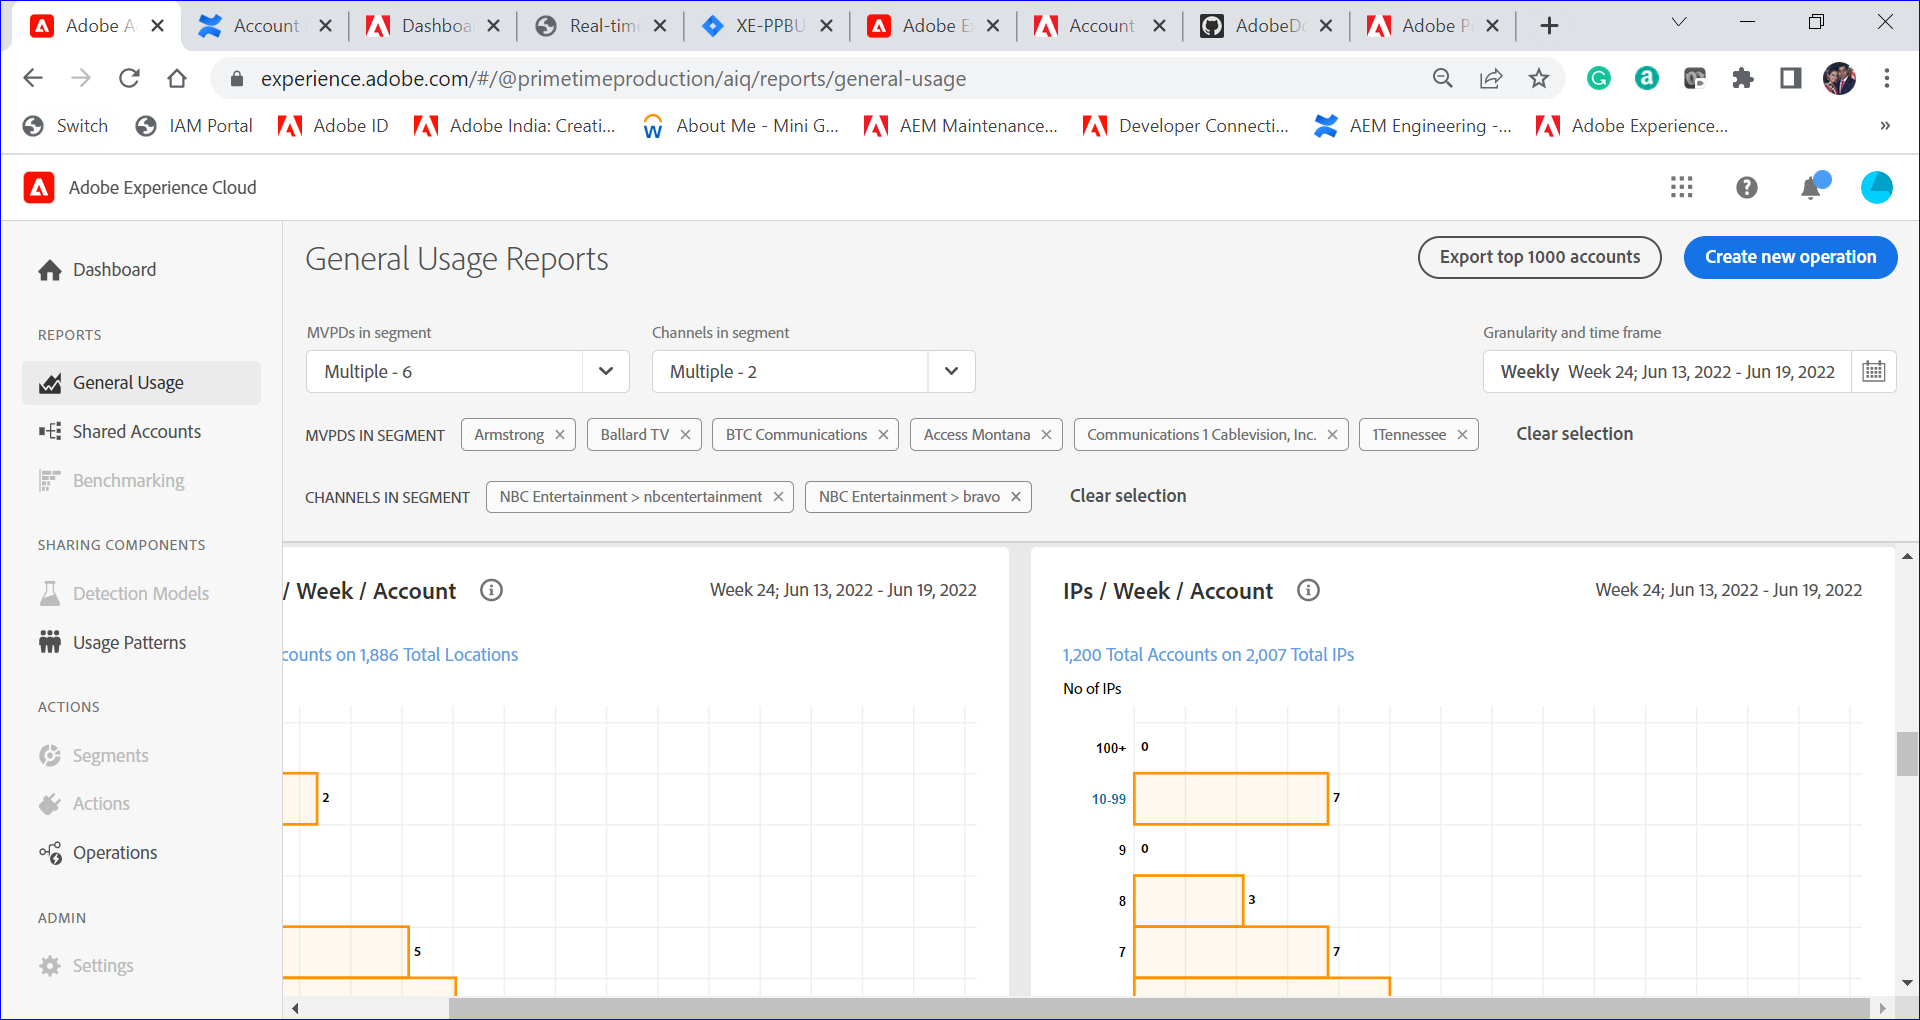 Adobe A
Account
Dashboa
Real-tim
XE-PPBU
Adobe E
Account
AdobeDo
Adobe P
experience.adobe.com/#/@primetimeproduction/aiq/reports/general-usage
Switch
IAM Portal
Adobe ID
Adobe India: Creati...
About Me - Mini G...
AEM Maintenance...
Developer Connecti...
AEM Engineering -...
Adobe Experience...
»
Adobe Experience Cloud
Dashboard
REPORTS
General Usage
Shared Accounts
Benchmarking
SHARING COMPONENTS
Detection Models
Usage Patterns
ACTIONS
Segments
Actions
Operations
ADMIN
Settings
General Usage Reports
Export top 1000 accounts
Create new operation
MVPDs in segment
Channels in segment
Granularity and time frame
Multiple - 6
Multiple - 2
Weekly Week 24; Jun 13, 2022 - Jun 19, 2022
MVPDS IN SEGMENT
Armstrong
Ballard TV
BTC Communications
Access Montana
Communications 1 Cablevision, Inc.
1Tennessee
Clear selection
CHANNELS IN SEGMENT
NBC Entertainment > nbcentertainment
NBC Entertainment > bravo
Clear selection
/ Week / Account
Week 24; Jun 13, 2022 - Jun 19, 2022
counts on 1,886 Total Locations
2
5
IPs / Week / Account
Week 24; Jun 13, 2022 - Jun 19, 2022
1,200 Total Accounts on 2,007 Total IPs
No of IPs
100+ 0
10-99 7
9 0
8 3
7 7